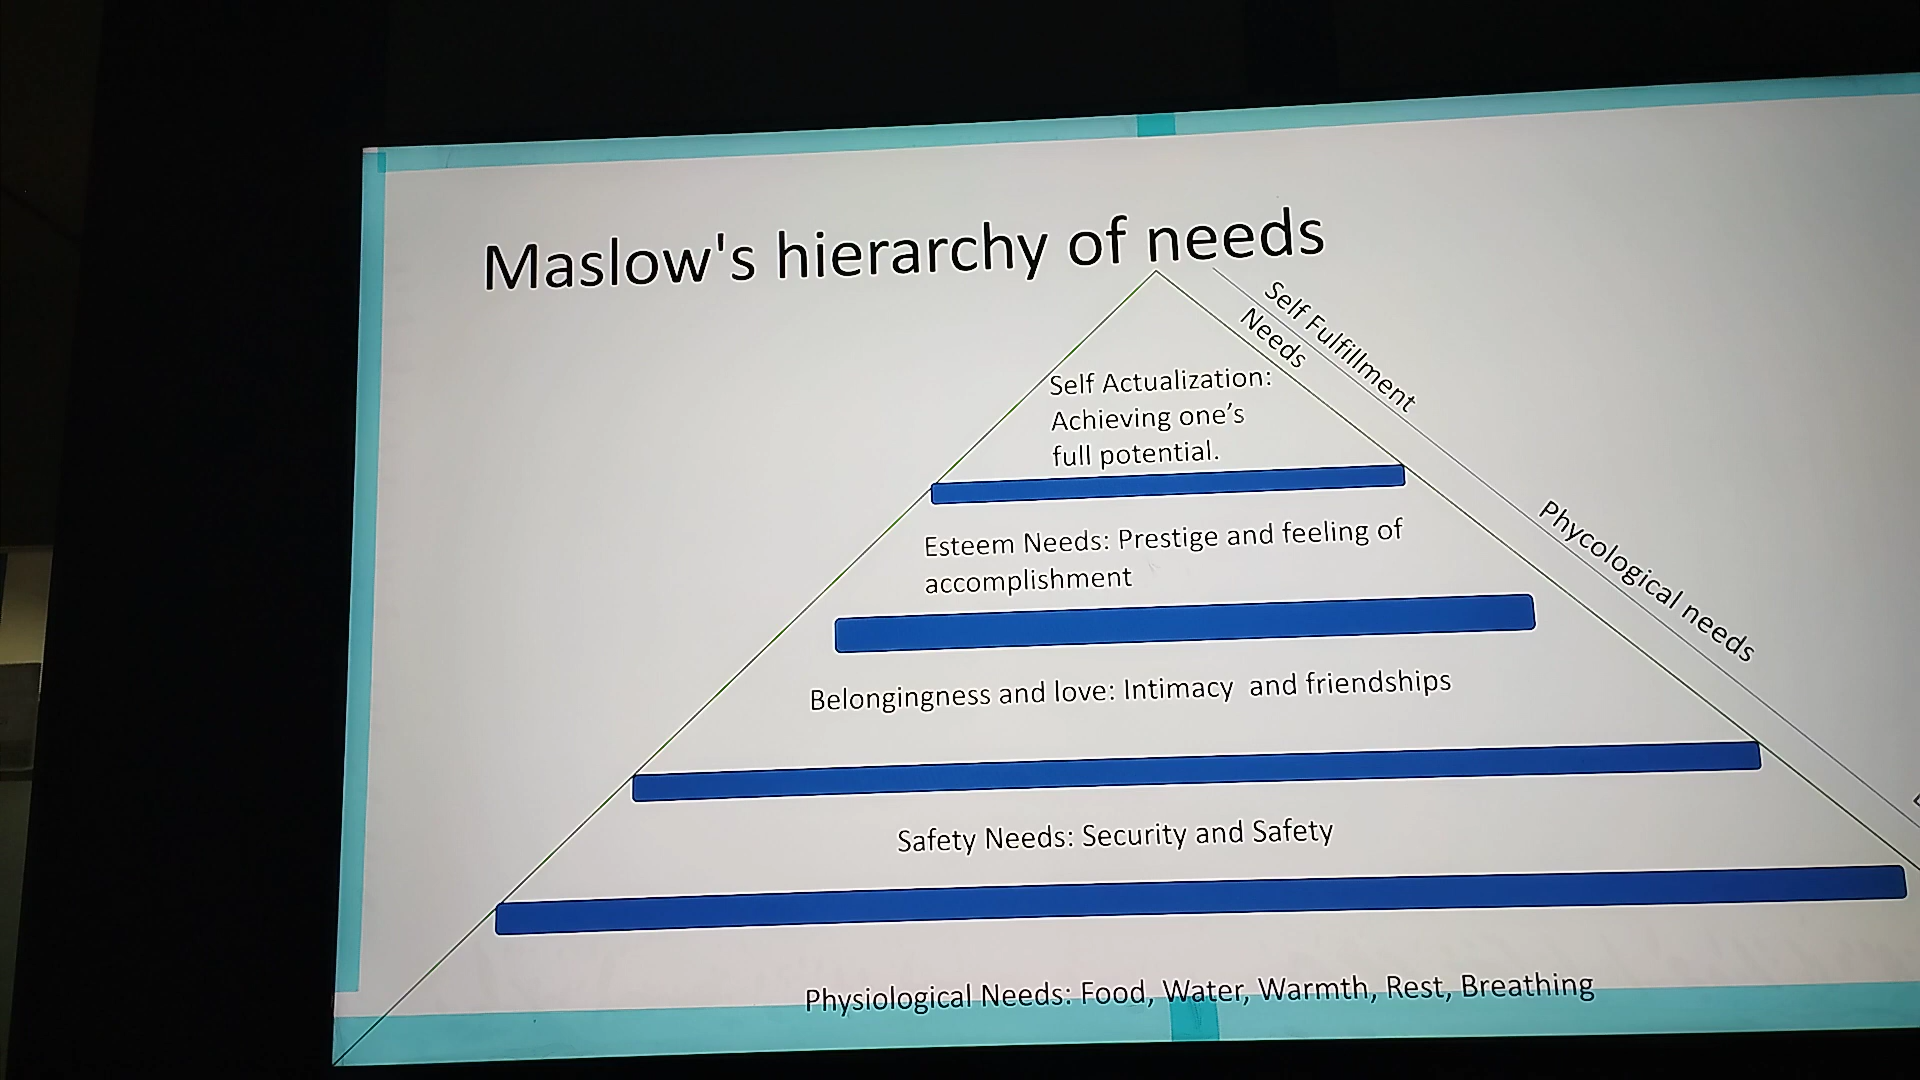 Maslow's hierarchy of needs
Self Fulfillment
Needs
Self Actualization:
Achieving one’s
full potential.
Phycological needs
Esteem Needs: Prestige and feeling of
accomplishment
Belongingness and love: Intimacy and friendships
Safety Needs: Security and Safety
Physiological Needs: Food, Water, Warmth, Rest, Breathing